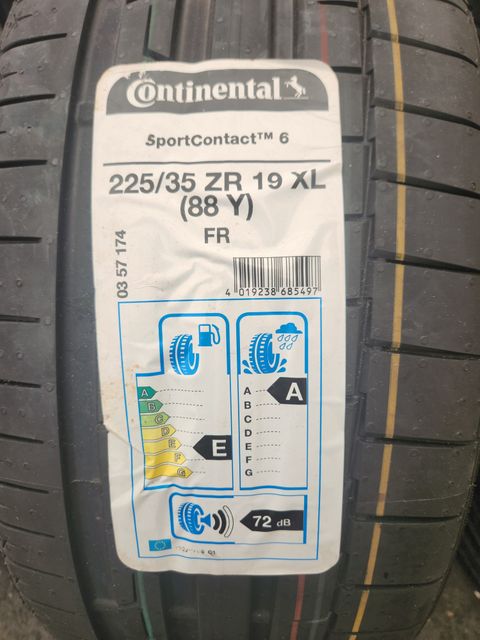 Continental
SportContact™ 6
225/35 ZR 19 XL
(88 Y)
FR
03 57 174
4 019238 685497
A
B
C
D
E
F
G
E
A
B
C
D
E
F
G
A
72 dB